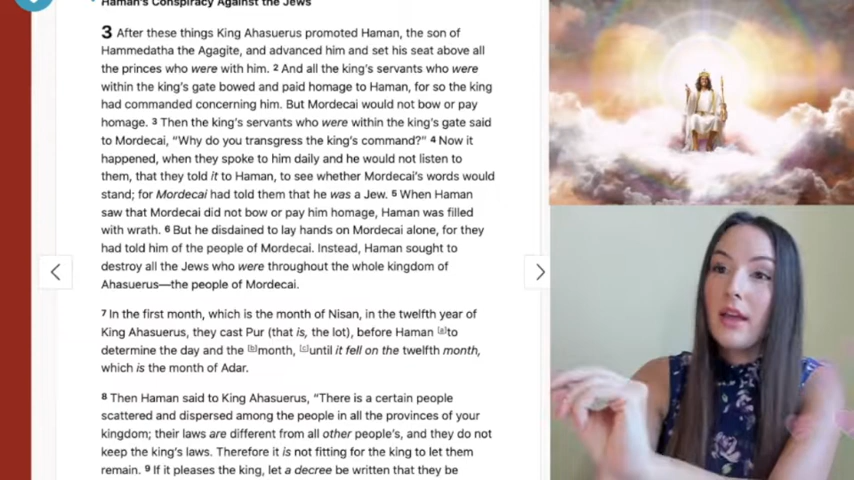 Haman's Conspiracy Against the Jews
3 After these things King Ahasuerus promoted Haman, the son of
Hammedatha the Agagite, and advanced him and set his seat above all
the princes who were with him. 2 And all the king's servants who were
within the king's gate bowed and paid homage to Haman, for so the king
had commanded concerning him. But Mordecai would not bow or pay
homage. 3 Then the king's servants who were within the king's gate said
to Mordecai, “Why do you transgress the king's command?” 4 Now it
happened, when they spoke to him daily and he would not listen to
them, that they told it to Haman, to see whether Mordecai's words would
stand; for Mordecai had told them that he was a Jew. 5 When Haman
saw that Mordecai did not bow or pay him homage, Haman was filled
with wrath. 6 But he disdained to lay hands on Mordecai alone, for they
had told him of the people of Mordecai. Instead, Haman sought to
destroy all the Jews who were throughout the whole kingdom of
Ahasuerus—the people of Mordecai.
7 In the first month, which is the month of Nisan, in the twelfth year of
King Ahasuerus, they cast Pur (that is, the lot), before Haman [a]to
determine the day and the [b]month, [c]until it fell on the twelfth month,
which is the month of Adar.
8 Then Haman said to King Ahasuerus, “There is a certain people
scattered and dispersed among the people in all the provinces of your
kingdom; their laws are different from all other people's, and they do not
keep the king's laws. Therefore it is not fitting for the king to let them
remain. 9 If it pleases the king, let a decree be written that they be